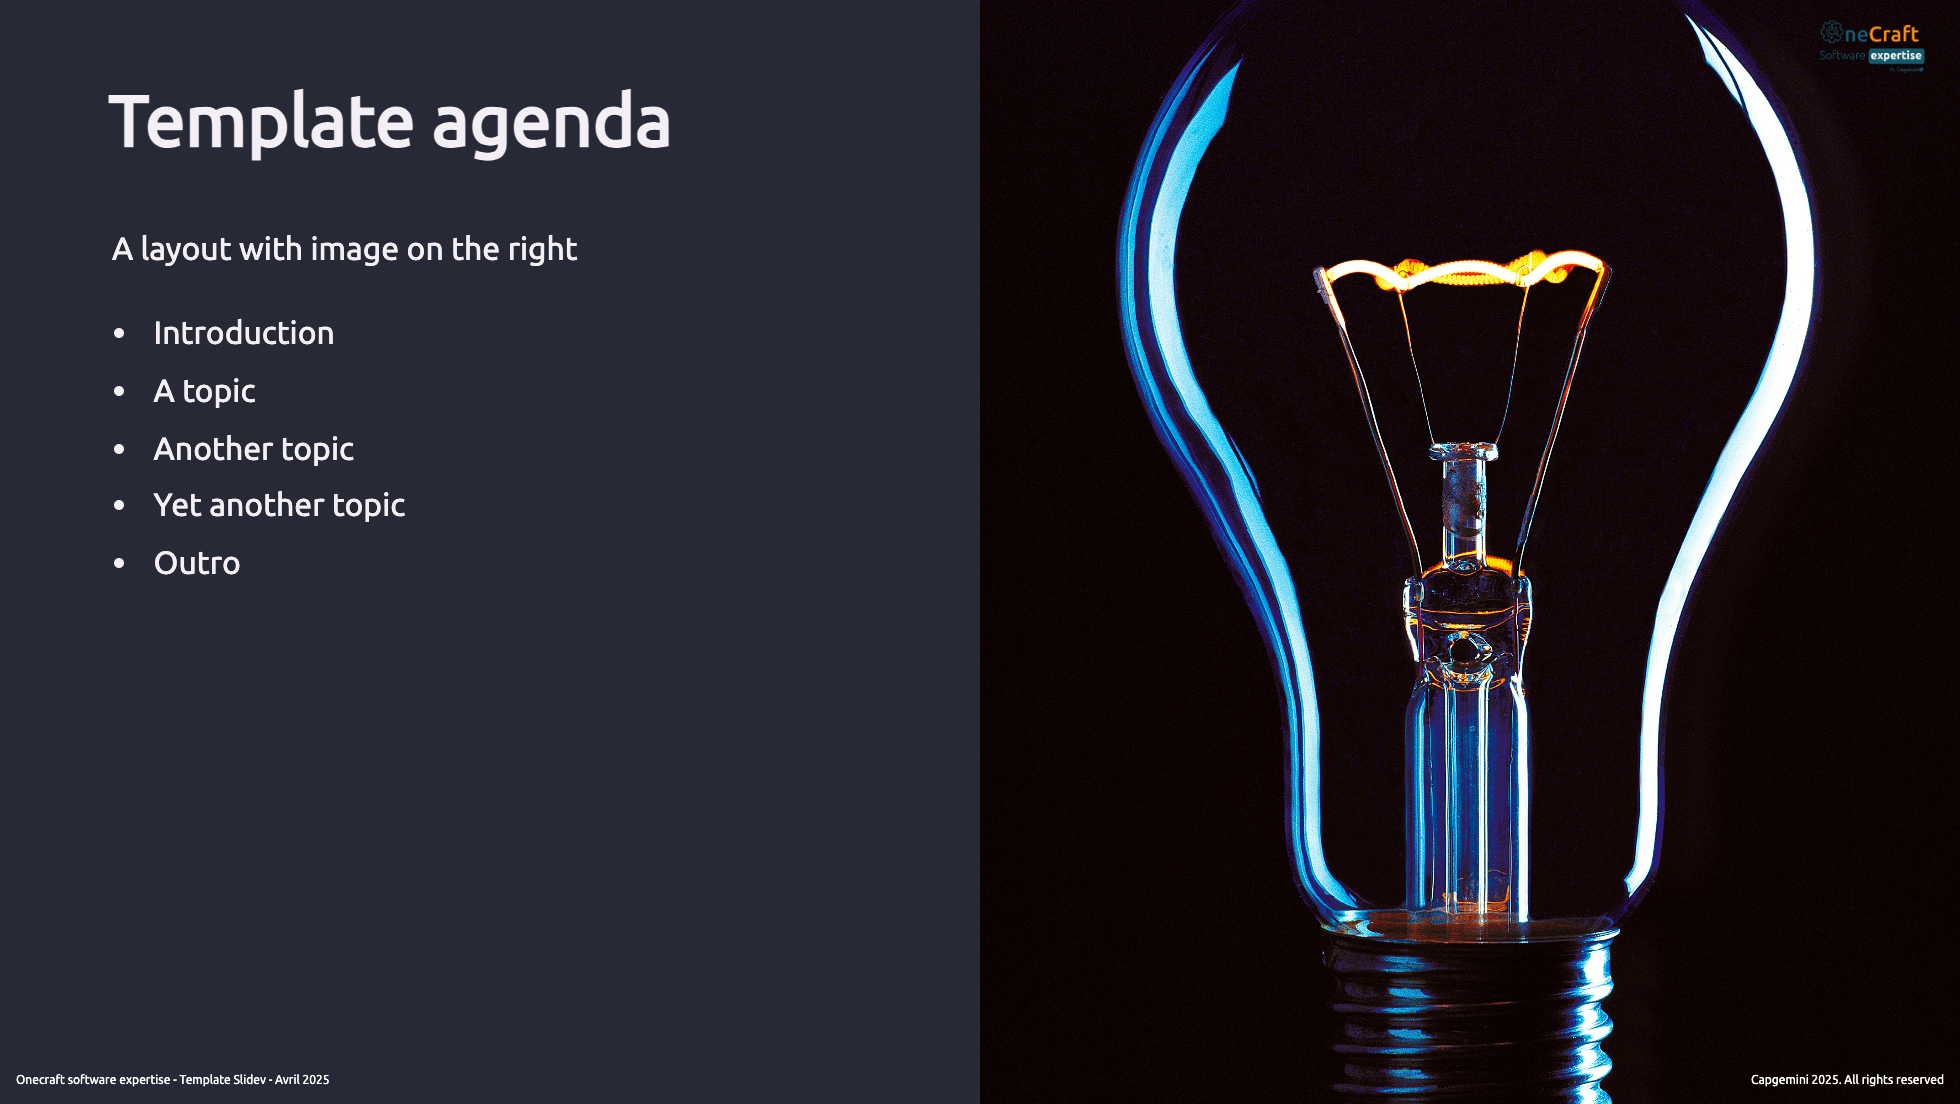 Template agenda
A layout with image on the right
• Introduction
• A topic
• Another topic
• Yet another topic
• Outro
OneCraft
Software expertise
Onecraft software expertise - Template Slidev - Avril 2025
Capgemini 2025. All rights reserved